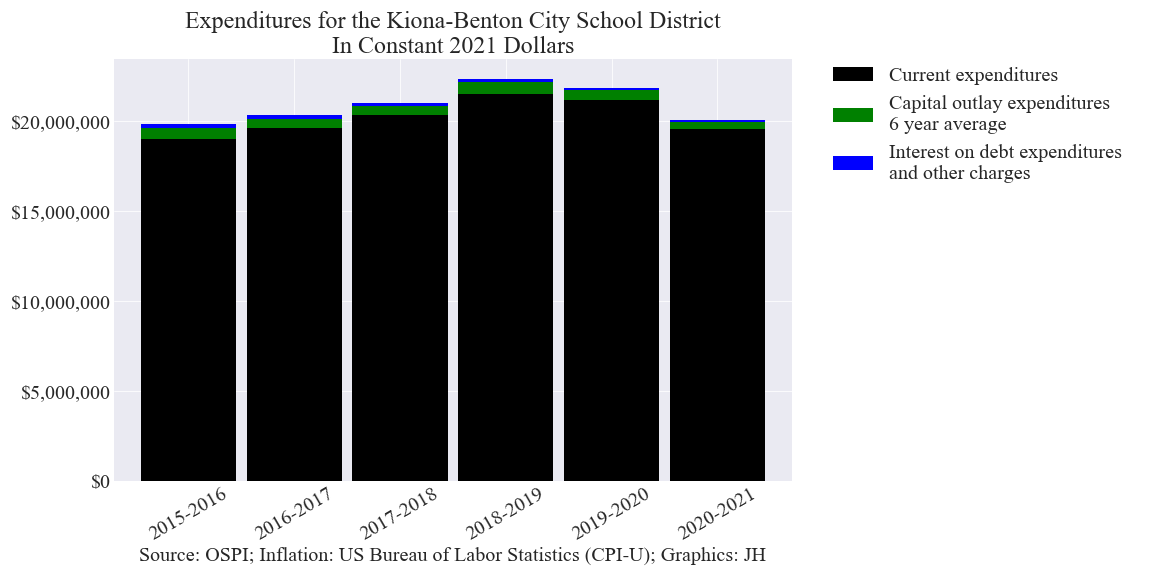 Expenditures for the Kiona-Benton City School District
In Constant 2021 Dollars
Current expenditures
Capital outlay expenditures
6 year average
Interest on debt expenditures
and other charges
$20,000,000
$15,000,000
$10,000,000
$5,000,000
$0
2015-2016
2016-2017
2017-2018
2018-2019
2019-2020
2020-2021
Source: OSPI; Inflation: US Bureau of Labor Statistics (CPI-U); Graphics: JH